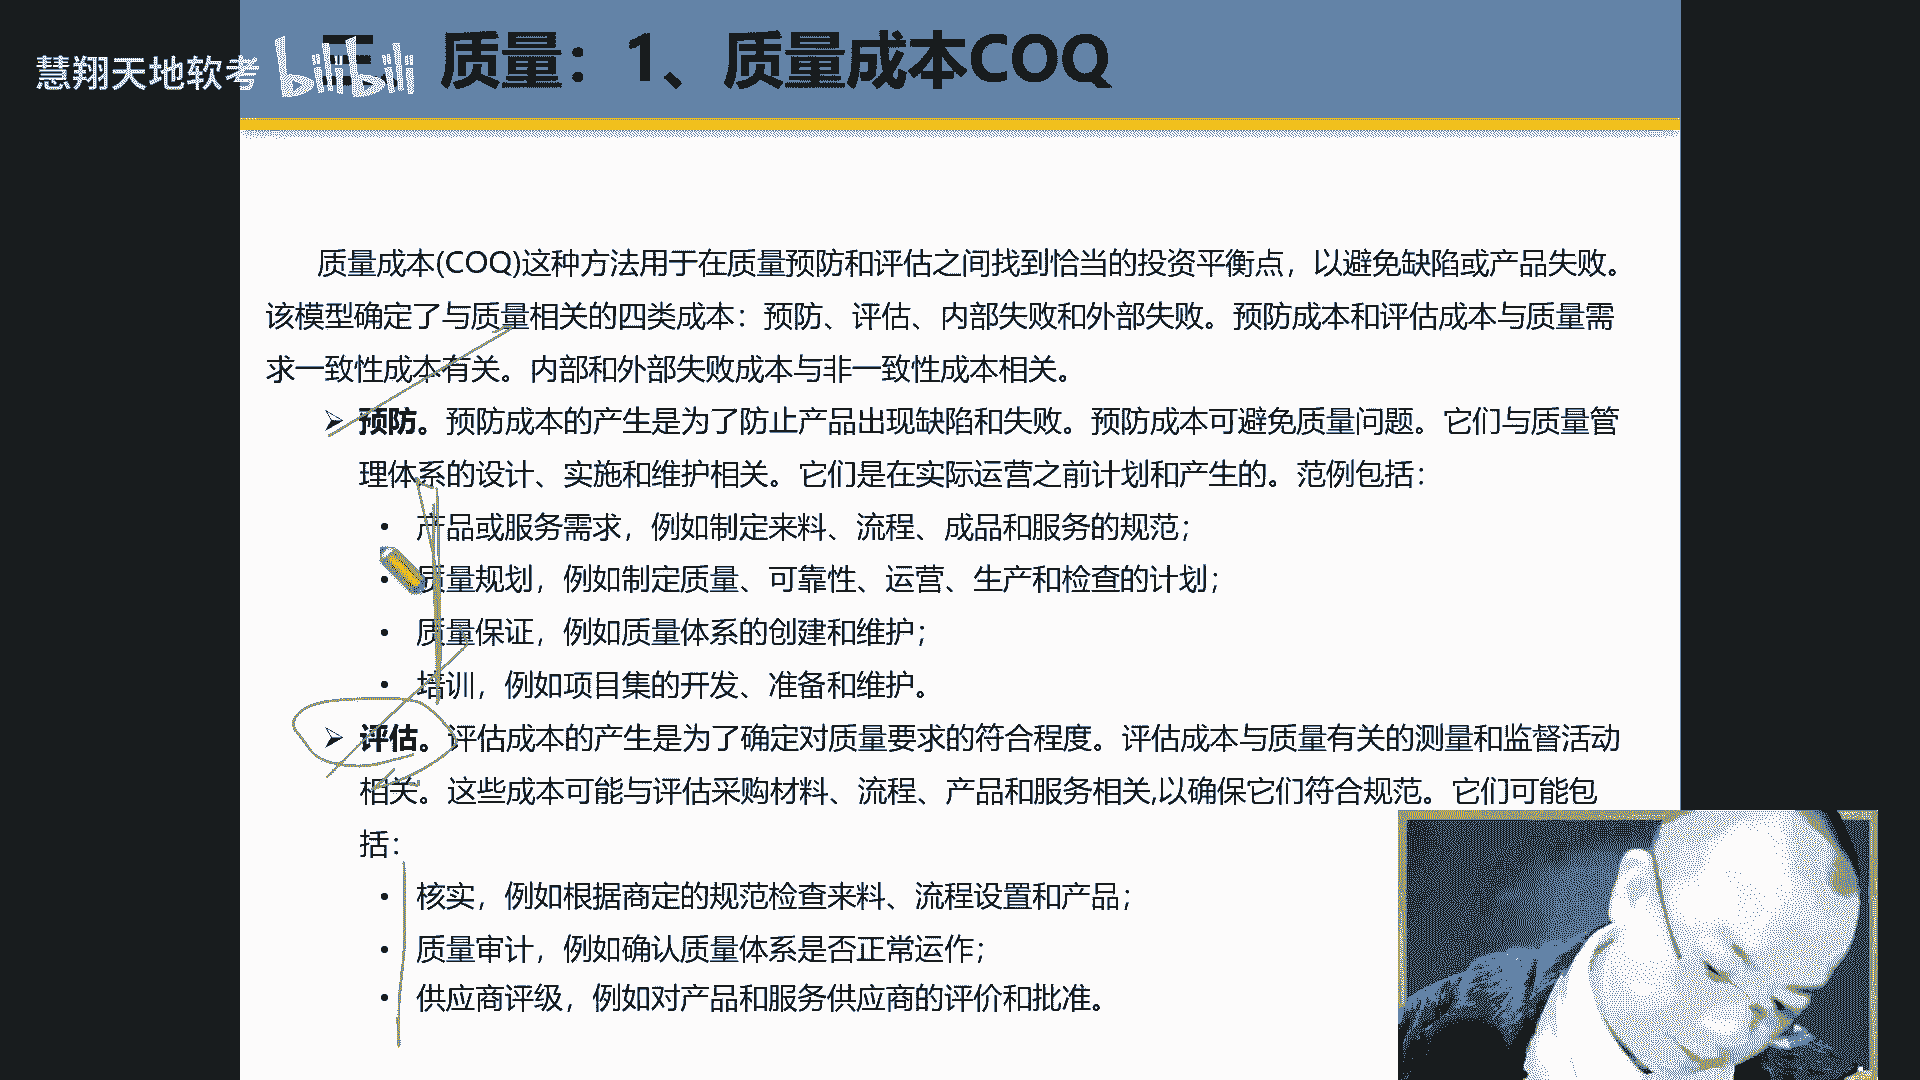 慧翔天地软考 bilibili
三、质量：1、质量成本COQ
质量成本(COQ)这种方法用于在质量预防和评估之间找到恰当的投资平衡点，以避免缺陷或产品失败。
该模型确定了与质量相关的四类成本：预防、评估、内部失败和外部失败。预防成本和评估成本与质量需
求一致性成本有关。内部和外部失败成本与非一致性成本相关。
➢ 预防。预防成本的产生是为了防止产品出现缺陷和失败。预防成本可避免质量问题。它们与质量管
理体系的设计、实施和维护相关。它们是在实际运营之前计划和产生的。范例包括：
• 产品或服务需求，例如制定来料、流程、成品和服务的规范；
• 质量规划，例如制定质量、可靠性、运营、生产和检查的计划；
• 质量保证，例如质量体系的创建和维护；
• 培训，例如项目集的开发、准备和维护。
➢ 评估。评估成本的产生是为了确定对质量要求的符合程度。评估成本与质量有关的测量和监督活动
相关。这些成本可能与评估采购材料、流程、产品和服务相关,以确保它们符合规范。它们可能包
括：
• 核实，例如根据商定的规范检查来料、流程设置和产品；
• 质量审计，例如确认质量体系是否正常运作；
• 供应商评级，例如对产品和服务供应商的评价和批准。